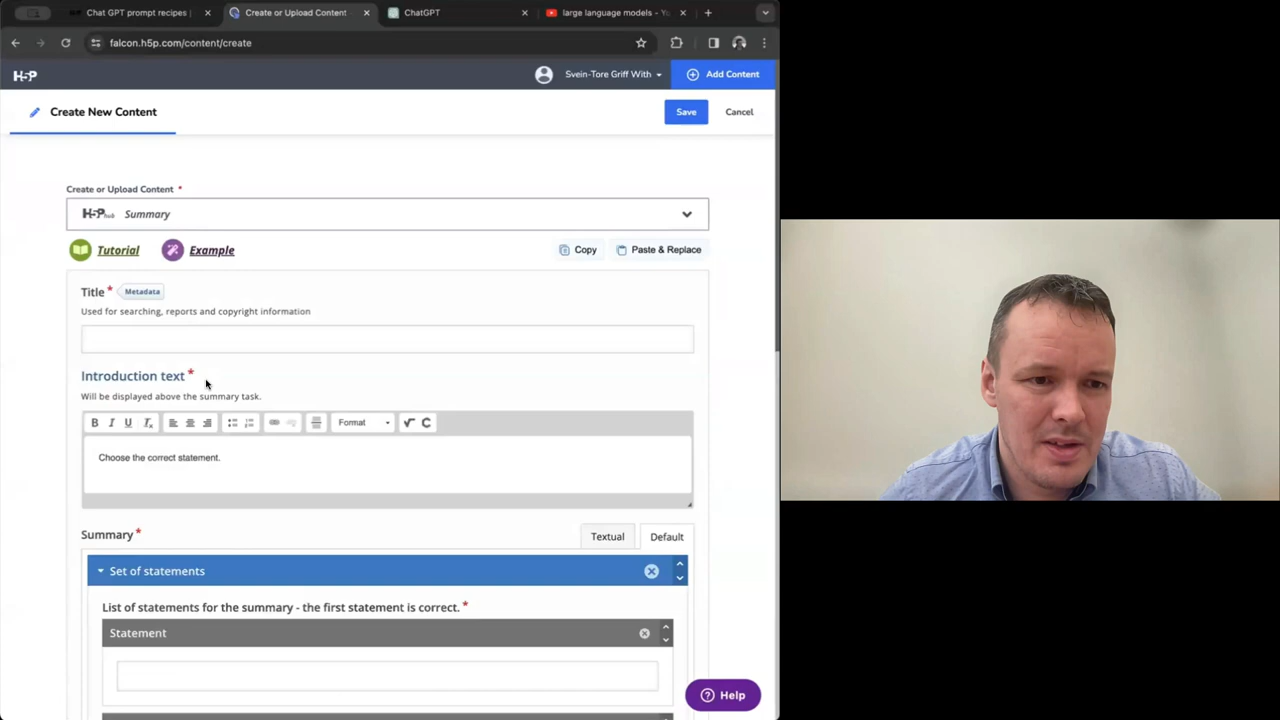 Chat GPT prompt recipes
Create or Upload Content
ChatGPT
large language models - Yo
falcon.h5p.com/content/create
H5P
Svein-Tore Griff With
Add Content
Create New Content
Save
Cancel
Create or Upload Content *
H5P hub Summary
Tutorial
Example
Copy
Paste & Replace
Title *
Metadata
Used for searching, reports and copyright information
Introduction text *
Will be displayed above the summary task.
B I U Tx
Format
√ C
Choose the correct statement.
Summary *
Textual
Default
Set of statements
List of statements for the summary - the first statement is correct. *
Statement
Help